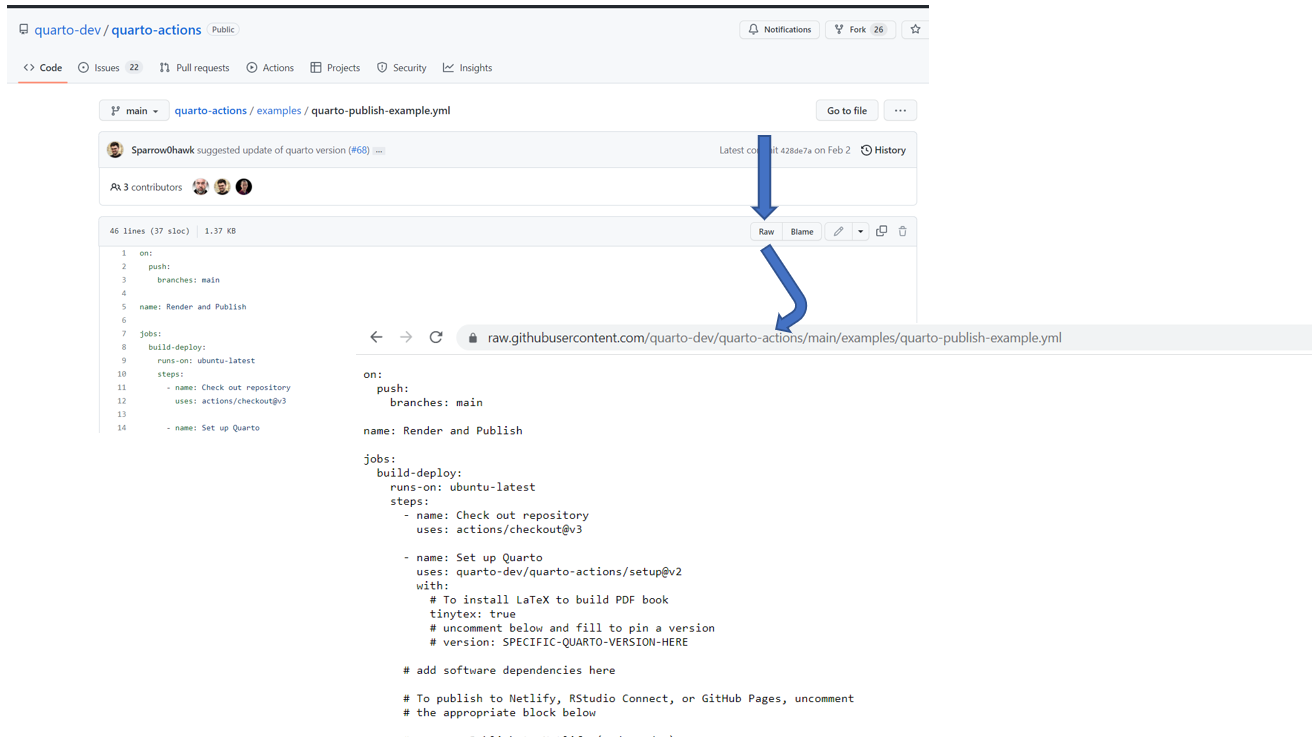 quarto-dev / quarto-actions Public
Notifications Fork 26
Code Issues 22 Pull requests Actions Projects Security Insights
main quarto-actions / examples / quarto-publish-example.yml Go to file ...
Sparrow0hawk suggested update of quarto version (#68) ... Latest 428de7a on Feb 2 History
3 contributors
46 lines (37 sloc) 1.37 KB Raw Blame
1 on:
2 push:
3 branches: main
4
5 name: Render and Publish
6
7 jobs:
8 build-deploy:
9 runs-on: ubuntu-latest
10 steps:
11 - name: Check out repository
12 uses: actions/checkout@v3
13
14 - name: Set up Quarto
raw.githubusercontent.com/quarto-dev/quarto-actions/main/examples/quarto-publish-example.yml
on:
push:
branches: main
name: Render and Publish
jobs:
build-deploy:
runs-on: ubuntu-latest
steps:
- name: Check out repository
uses: actions/checkout@v3
- name: Set up Quarto
uses: quarto-dev/quarto-actions/setup@v2
with:
# To install LaTeX to build PDF book
tinytex: true
# uncomment below and fill to pin a version
# version: SPECIFIC-QUARTO-VERSION-HERE
# add software dependencies here
# To publish to Netlify, RStudio Connect, or GitHub Pages, uncomment
# the appropriate block below